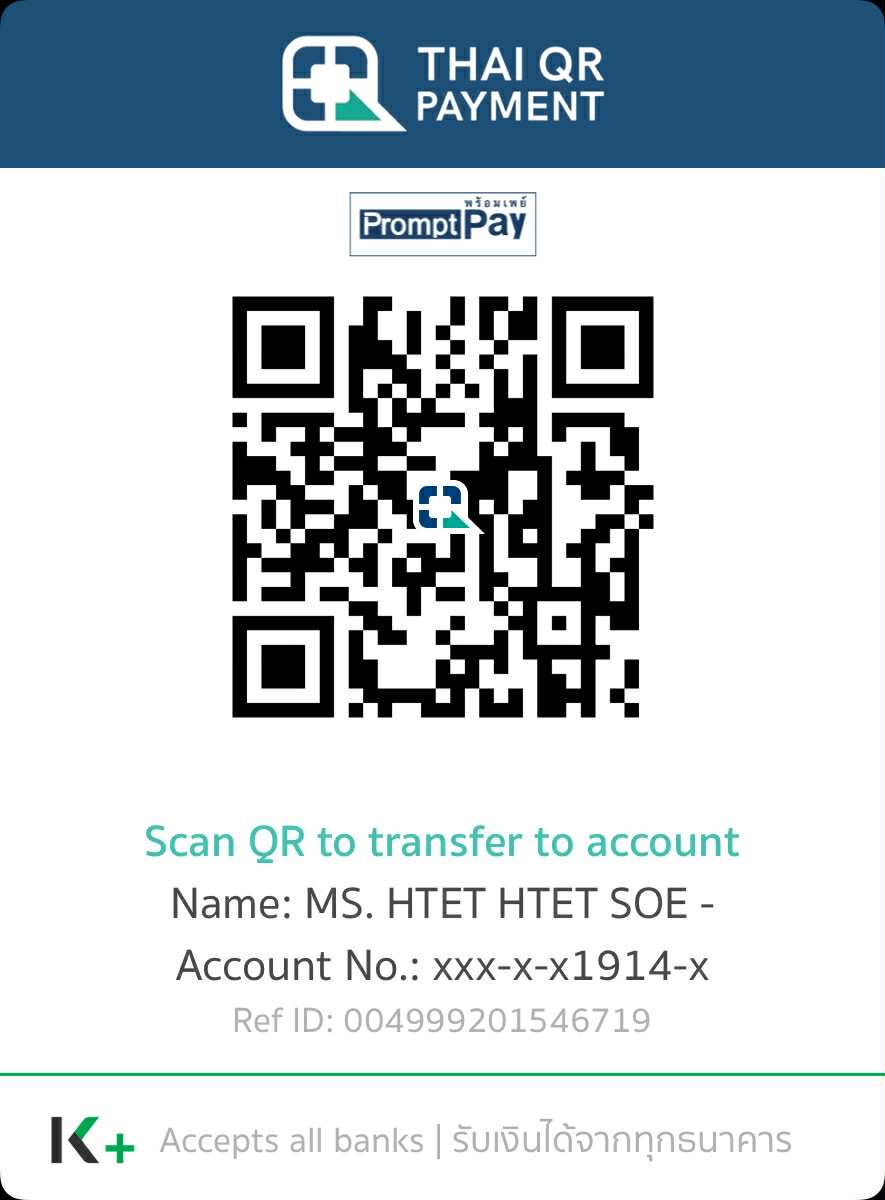 THAI QR
PAYMENT
พร้อมเพย์
PromptPay
Scan QR to transfer to account
Name: MS. HTET HTET SOE -
Account No.: xxx-x-x1914-x
Ref ID: 004999201546719
K+ Accepts all banks | รับเงินได้จากทุกธนาคาร